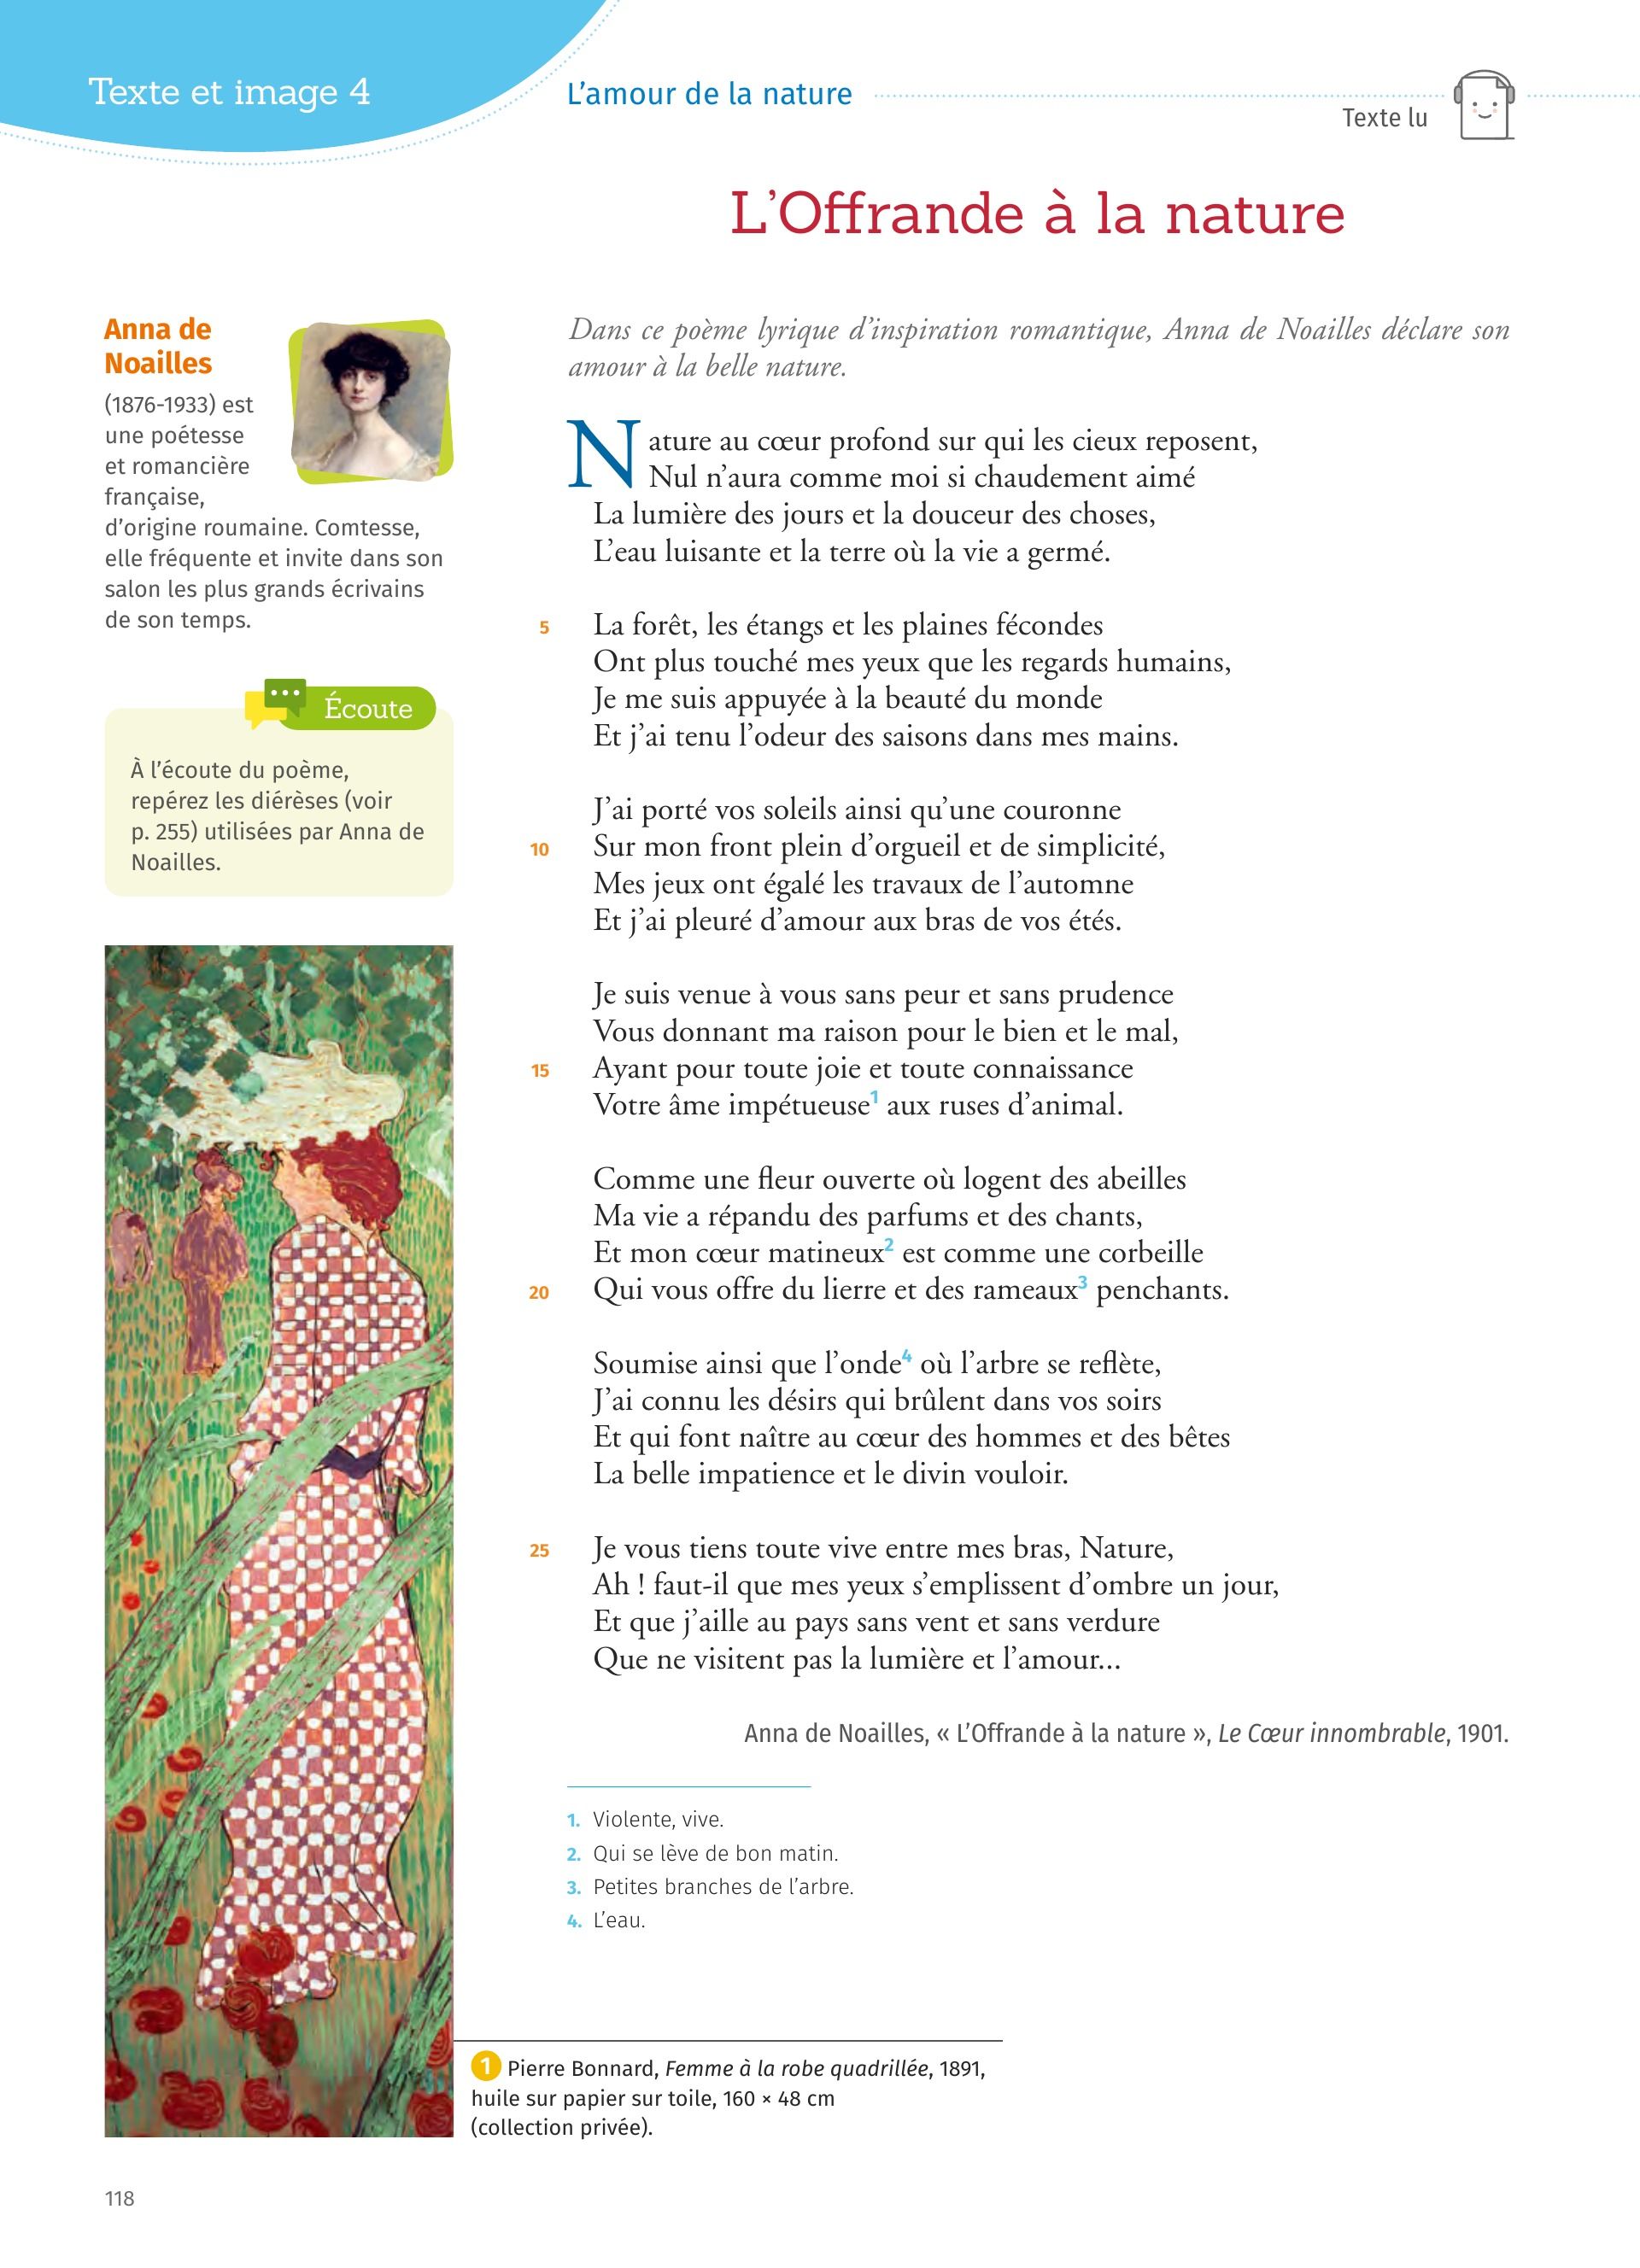 Texte et image 4
L’amour de la nature
Texte lu
L’Offrande à la nature
Anna de
Noailles
(1876-1933) est
une poétesse
et romancière
française,
d’origine roumaine. Comtesse,
elle fréquente et invite dans son
salon les plus grands écrivains
de son temps.
Écoute
À l’écoute du poème,
repérez les diérèses (voir
p. 255) utilisées par Anna de
Noailles.
Dans ce poème lyrique d’inspiration romantique, Anna de Noailles déclare son
amour à la belle nature.
Nature au cœur profond sur qui les cieux reposent,
Nul n’aura comme moi si chaudement aimé
La lumière des jours et la douceur des choses,
L’eau luisante et la terre où la vie a germé.
5 La forêt, les étangs et les plaines fécondes
Ont plus touché mes yeux que les regards humains,
Je me suis appuyée à la beauté du monde
Et j’ai tenu l’odeur des saisons dans mes mains.
J’ai porté vos soleils ainsi qu’une couronne
10 Sur mon front plein d’orgueil et de simplicité,
Mes jeux ont égalé les travaux de l’automne
Et j’ai pleuré d’amour aux bras de vos étés.
Je suis venue à vous sans peur et sans prudence
Vous donnant ma raison pour le bien et le mal,
15 Ayant pour toute joie et toute connaissance
Votre âme impétueuse1 aux ruses d’animal.
Comme une fleur ouverte où logent des abeilles
Ma vie a répandu des parfums et des chants,
Et mon cœur matineux2 est comme une corbeille
20 Qui vous offre du lierre et des rameaux3 penchants.
Soumise ainsi que l’onde4 où l’arbre se reflète,
J’ai connu les désirs qui brûlent dans vos soirs
Et qui font naître au cœur des hommes et des bêtes
La belle impatience et le divin vouloir.
25 Je vous tiens toute vive entre mes bras, Nature,
Ah ! faut-il que mes yeux s’emplissent d’ombre un jour,
Et que j’aille au pays sans vent et sans verdure
Que ne visitent pas la lumière et l’amour…
Anna de Noailles, « L’Offrande à la nature », Le Cœur innombrable, 1901.
1. Violente, vive.
2. Qui se lève de bon matin.
3. Petites branches de l’arbre.
4. L’eau.
1 Pierre Bonnard, Femme à la robe quadrillée, 1891,
huile sur papier sur toile, 160 × 48 cm
(collection privée).
118